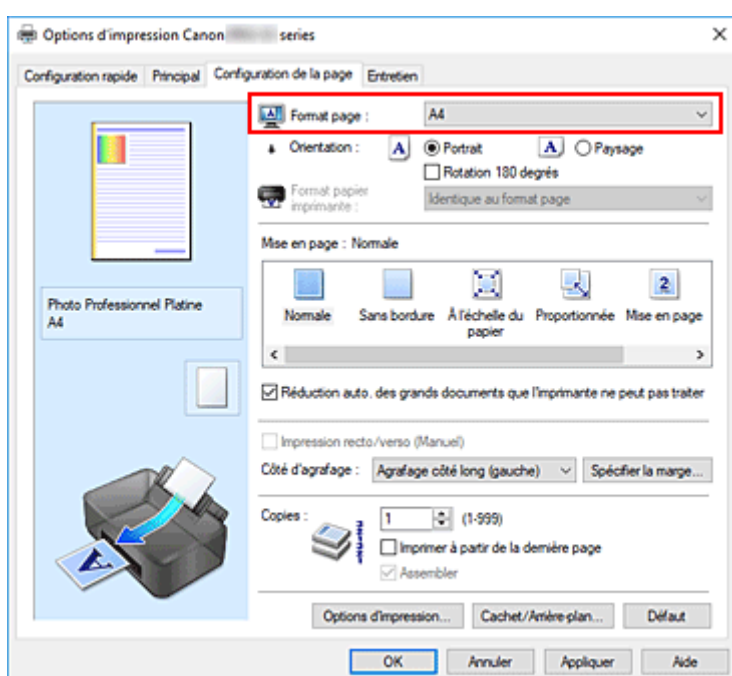 Options d'impression Canon series
Configuration rapide Principal Configuration de la page Entretien
Format page : A4
Orientation : A Portrait A Paysage
Rotation 180 degrés
Format papier imprimante : Identique au format page
Mise en page : Normale
Normale Sans bordure À l'échelle du papier Proportionnée 2 Mise en page
Photo Professionnel Platine
A4
Réduction auto. des grands documents que l'imprimante ne peut pas traiter
Impression recto/verso (Manuel)
Côté d'agrafage : Agrafage côté long (gauche) Spécifier la marge...
Copies : 1 (1-999)
Imprimer à partir de la dernière page
Assembler
A
Options d'impression... Cachet/Arrière-plan... Défaut
OK Annuler Appliquer Aide